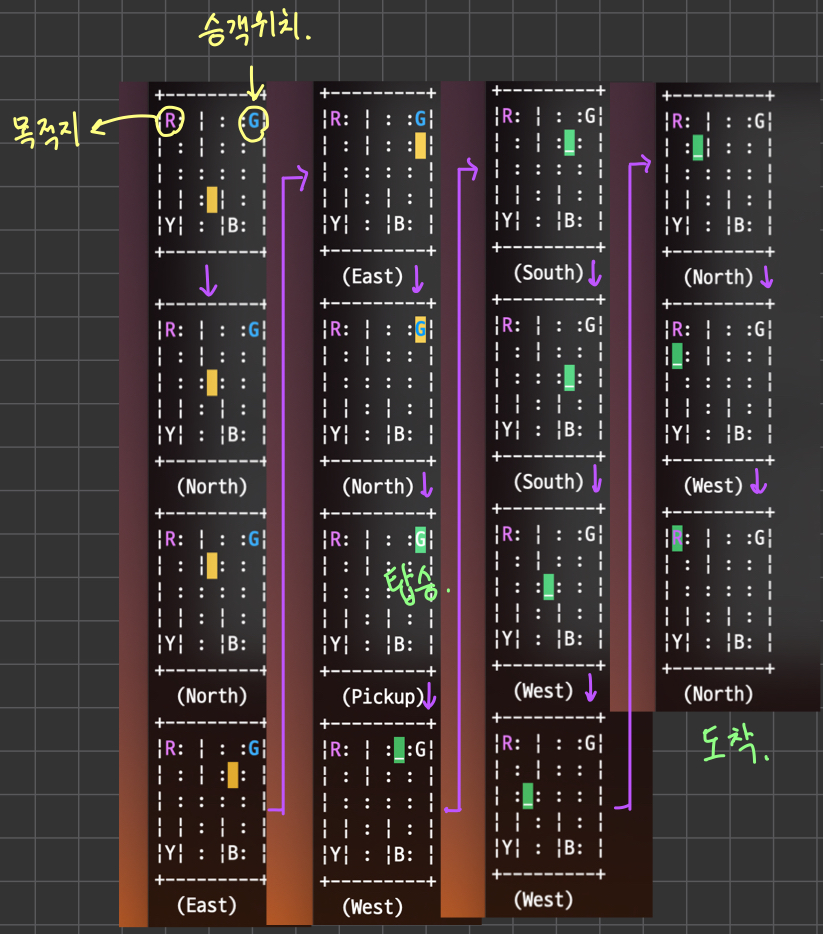 승객위치.
목적지
+---------+
|R: | : :G|
| : | : : |
| : : : : |
| | : | : |
|Y| : |B: |
+---------+
+---------+
|R: | : :G|
| : | : : |
| : : : : |
| | : | : |
|Y| : |B: |
+---------+
(North)
+---------+
|R: | : :G|
| : | : : |
| : : : : |
| | : | : |
|Y| : |B: |
+---------+
(North)
+---------+
|R: | : :G|
| : | : : |
| : : : : |
| | : | : |
|Y| : |B: |
+---------+
(East)
+---------+
|R: | : :G|
| : | : : |
| : : : : |
| | : | : |
|Y| : |B: |
+---------+
(East)
+---------+
|R: | : :G|
| : | : : |
| : : : : |
| | : | : |
|Y| : |B: |
+---------+
(North)
+---------+
|R: | : :G|
| : | : : |
| : : : : |
| | : | : |
|Y| : |B: |
+---------+
탑승.
(Pickup)
+---------+
|R: | :_:G|
| : | : : |
| : : : : |
| | : | : |
|Y| : |B: |
+---------+
(West)
+---------+
|R: | : :G|
| : | :_: |
| : : : : |
| | : | : |
|Y| : |B: |
+---------+
(South)
+---------+
|R: | : :G|
| : | : : |
| : : :_: |
| | : | : |
|Y| : |B: |
+---------+
(South)
+---------+
|R: | : :G|
| : | : : |
| : :_: : |
| | : | : |
|Y| : |B: |
+---------+
(West)
+---------+
|R: | : :G|
| : | : : |
| :_: : : |
| | : | : |
|Y| : |B: |
+---------+
(West)
+---------+
|R: | : :G|
| :_| : : |
| : : : : |
| | : | : |
|Y| : |B: |
+---------+
(North)
+---------+
|R: | : :G|
|_: | : : |
| : : : : |
| | : | : |
|Y| : |B: |
+---------+
(West)
+---------+
|R: | : :G|
| : | : : |
| : : : : |
| | : | : |
|Y| : |B: |
+---------+
(North)
도착.